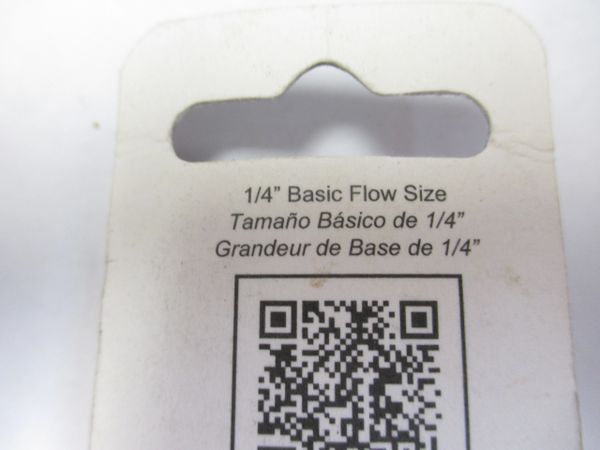 1/4” Basic Flow Size
Tamaño Básico de 1/4”
Grandeur de Base de 1/4”